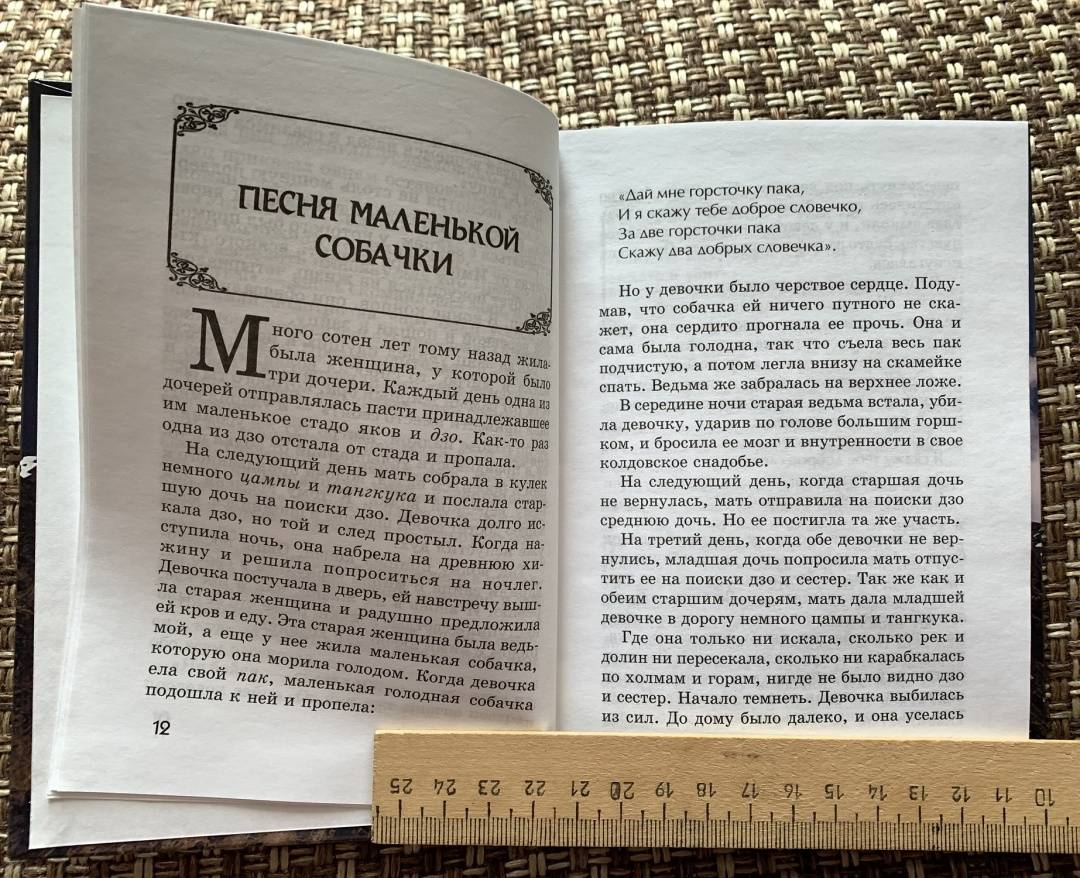 ПЕСНЯ МАЛЕНЬКОЙ
СОБАЧКИ
Много сотен лет тому назад жила-
была женщина, у которой было
три дочери. Каждый день одна из
дочерей отправлялась пасти принадлежавшее
им маленькое стадо яков и дзо. Как-то раз
одна из дзо отстала от стада и пропала.
На следующий день мать собрала в кулек
немного цампы и тангкука и послала стар-
шую дочь на поиски дзо. Девочка долго ис-
кала дзо, но той и след простыл. Когда на-
ступила ночь, она набрела на древнюю хи-
жину и решила попроситься на ночлег.
Девочка постучала в дверь, ей навстречу выш-
ла старая женщина и радушно предложила
ей кров и еду. Эта старая женщина была ведь-
мой, а еще у нее жила маленькая собачка,
которую она морила голодом. Когда девочка
ела свой пак, маленькая голодная собачка
подошла к ней и пропела:
12
«Дай мне горсточку пака,
И я скажу тебе доброе словечко,
За две горсточки пака
Скажу два добрых словечка».
Но у девочки было черствое сердце. Поду-
мав, что собачка ей ничего путного не ска-
жет, она сердито прогнала ее прочь. Она и
сама была голодна, так что съела весь пак
подчистую, а потом легла внизу на скамейке
спать. Ведьма же забралась на верхнее ложе.
В середине ночи старая ведьма встала, уби-
ла девочку, ударив по голове большим горш-
ком, и бросила ее мозг и внутренности в свое
колдовское снадобье.
На следующий день, когда старшая дочь
не вернулась, мать отправила на поиски дзо
среднюю дочь. Но ее постигла та же участь.
На третий день, когда обе девочки не вер-
нулись, младшая дочь попросила мать отпус-
тить ее на поиски дзо и сестер. Так же как и
обеим старшим дочерям, мать дала младшей
девочке в дорогу немного цампы и тангкука.
Где она только ни искала, сколько рек и
долин ни пересекала, сколько ни карабкалась
по холмам и горам, нигде не было видно дзо
и сестер. Начало темнеть. Девочка выбилась
из сил. До дому было далеко, и она уселась
25 24 23 22 21 20 19 18 17 16 15 14 13 12 11 10